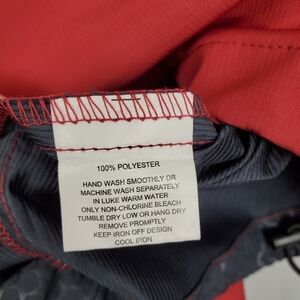 100% POLYESTER
HAND WASH SMOOTHLY OR
MACHINE WASH SEPARATELY
IN LUKE WARM WATER
ONLY NON-CHLORINE BLEACH
TUMBLE DRY LOW OR HANG DRY
REMOVE PROMPTLY
KEEP IRON OFF DESIGN
COOL IRON